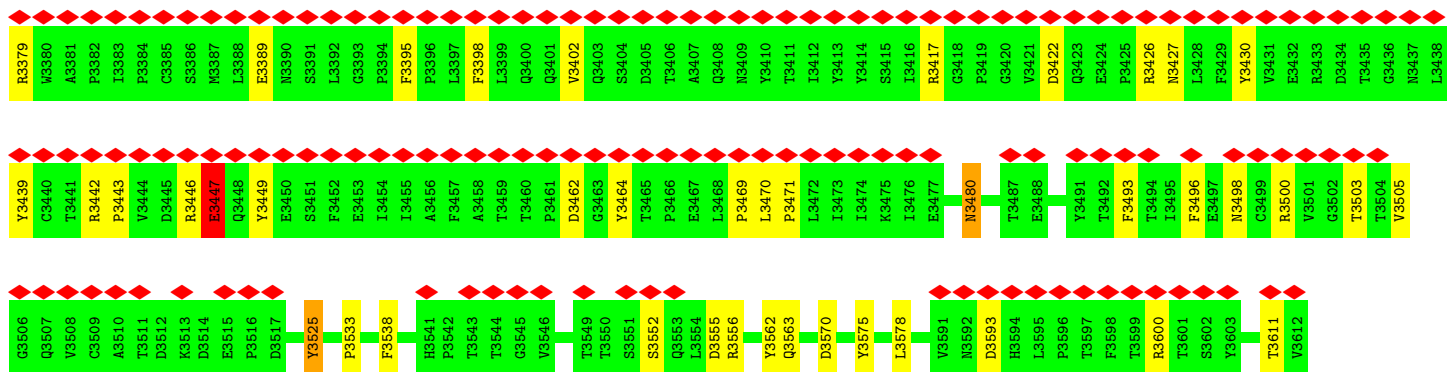 R3379 W3380 A3381 P3382 I3383 P3384 C3385 S3386 M3387 L3388 E3389 N3390 S3391 L3392 G3393 P3394 F3395 P3396 L3397 F3398 L3399 Q3400 Q3401 V3402 Q3403 S3404 D3405 T3406 A3407 Q3408 N3409 Y3410 T3411 I3412 Y3413 Y3414 S3415 I3416 R3417 G3418 P3419 G3420 V3421 D3422 Q3423 E3424 P3425 R3426 N3427 L3428 F3429 Y3430 V3431 E3432 R3433 D3434 T3435 G3436 N3437 L3438
Y3439 C3440 T3441 R3442 P3443 V3444 D3445 R3446 E3447 Q3448 Y3449 E3450 S3451 F3452 E3453 I3454 I3455 A3456 F3457 A3458 T3459 T3460 P3461 D3462 G3463 Y3464 T3465 P3466 E3467 L3468 P3469 L3470 P3471 L3472 I3473 I3474 K3475 I3476 E3477 N3480 T3487 E3488 Y3491 T3492 F3493 T3494 I3495 F3496 E3497 N3498 C3499 R3500 V3501 G3502 T3503 T3504 V3505
G3506 Q3507 V3508 C3509 A3510 T3511 D3512 K3513 D3514 E3515 P3516 D3517 Y3525 P3533 F3538 H3541 P3542 T3543 T3544 G3545 V3546 T3549 T3550 S3551 S3552 Q3553 L3554 D3555 R3556 Y3562 Q3563 D3570 Y3575 L3578 V3591 N3592 D3593 H3594 L3595 P3596 T3597 F3598 T3599 R3600 T3601 S3602 Y3603 T3611 V3612